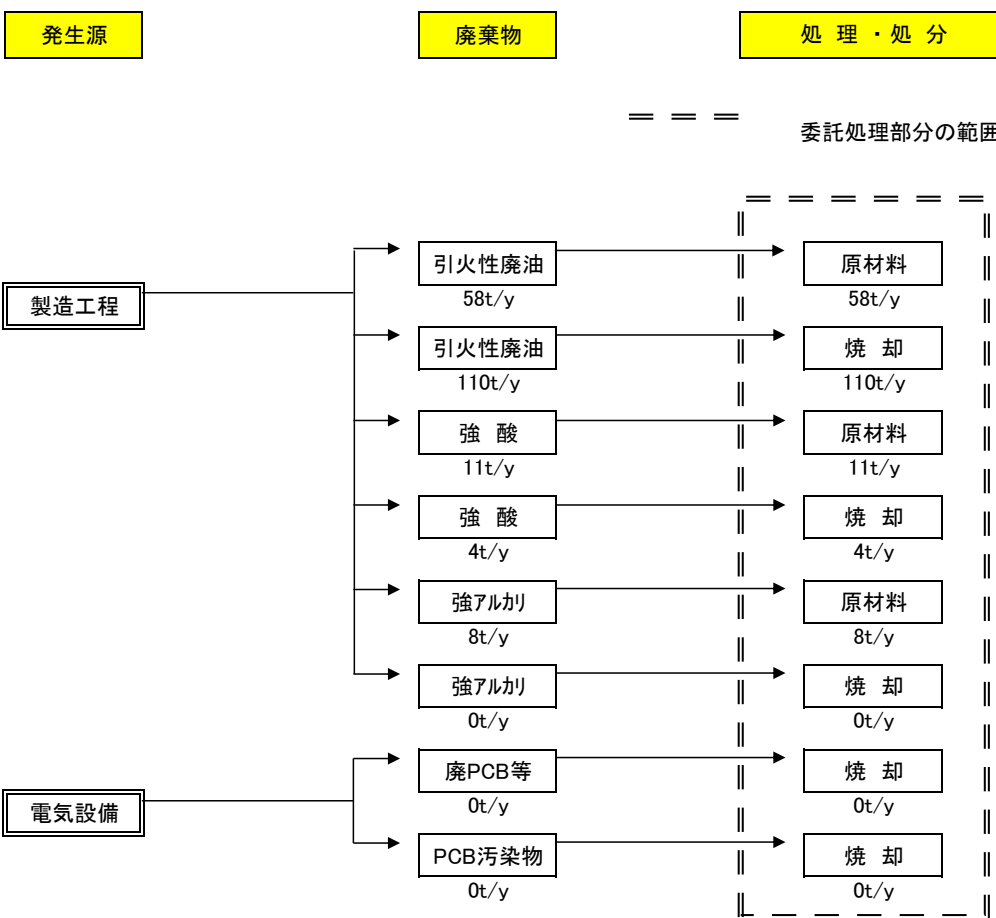 発生源 廃棄物 処 理 ・ 処 分
委託処理部分の範囲
引火性廃油 原材料
製造工程 58t/y 58t/y
引火性廃油 焼 却
110t/y 110t/y
強 酸 原材料
11t/y 11t/y
強 酸 焼 却
4t/y 4t/y
強アルカリ 原材料
8t/y 8t/y
強アルカリ 焼 却
0t/y 0t/y
廃PCB等 焼 却
電気設備 0t/y 0t/y
PCB汚染物 焼 却
0t/y 0t/y